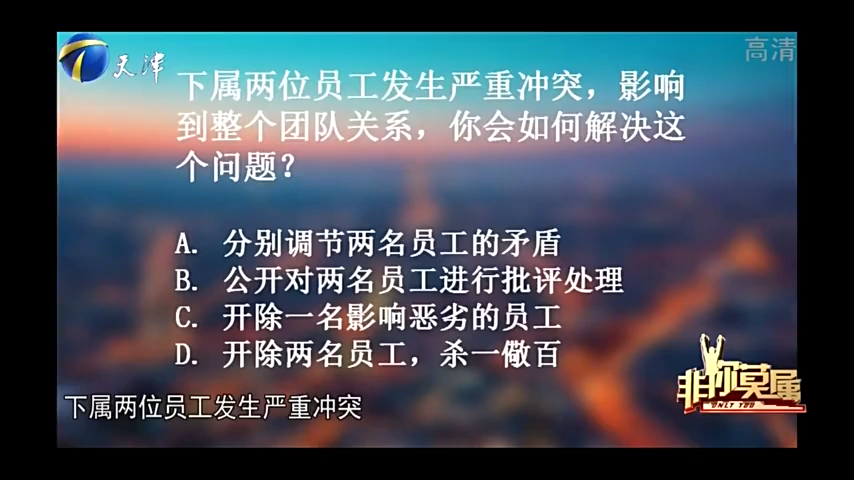 天津
高清
下属两位员工发生严重冲突，影响
到整个团队关系，你会如何解决这
个问题？
A. 分别调节两名员工的矛盾
B. 公开对两名员工进行批评处理
C. 开除一名影响恶劣的员工
D. 开除两名员工，杀一儆百
非你莫属
ONLY YOU
下属两位员工发生严重冲突